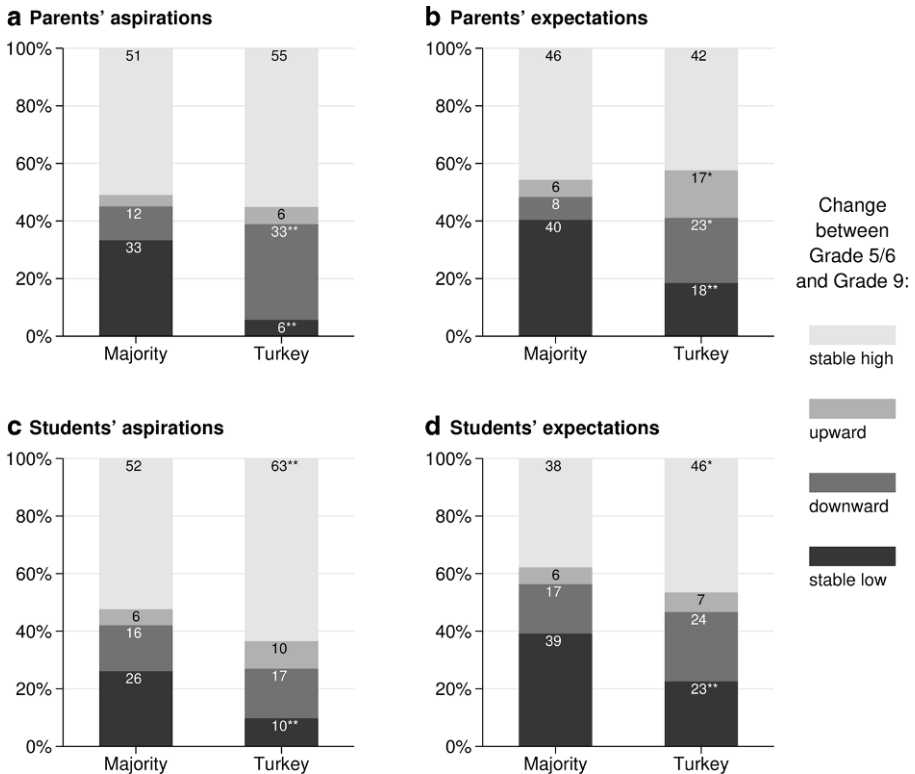 a Parents’ aspirations
100%
80%
60%
40%
20%
0%
51
12
33
55
6
33**
6**
Majority
Turkey
b Parents’ expectations
100%
80%
60%
40%
20%
0%
46
6
8
40
42
17*
23*
18**
Majority
Turkey
c Students’ aspirations
100%
80%
60%
40%
20%
0%
52
6
16
26
63**
10
17
10**
Majority
Turkey
d Students’ expectations
100%
80%
60%
40%
20%
0%
38
6
17
39
46*
7
24
23**
Majority
Turkey
Change
between
Grade 5/6
and Grade 9:
stable high
upward
downward
stable low